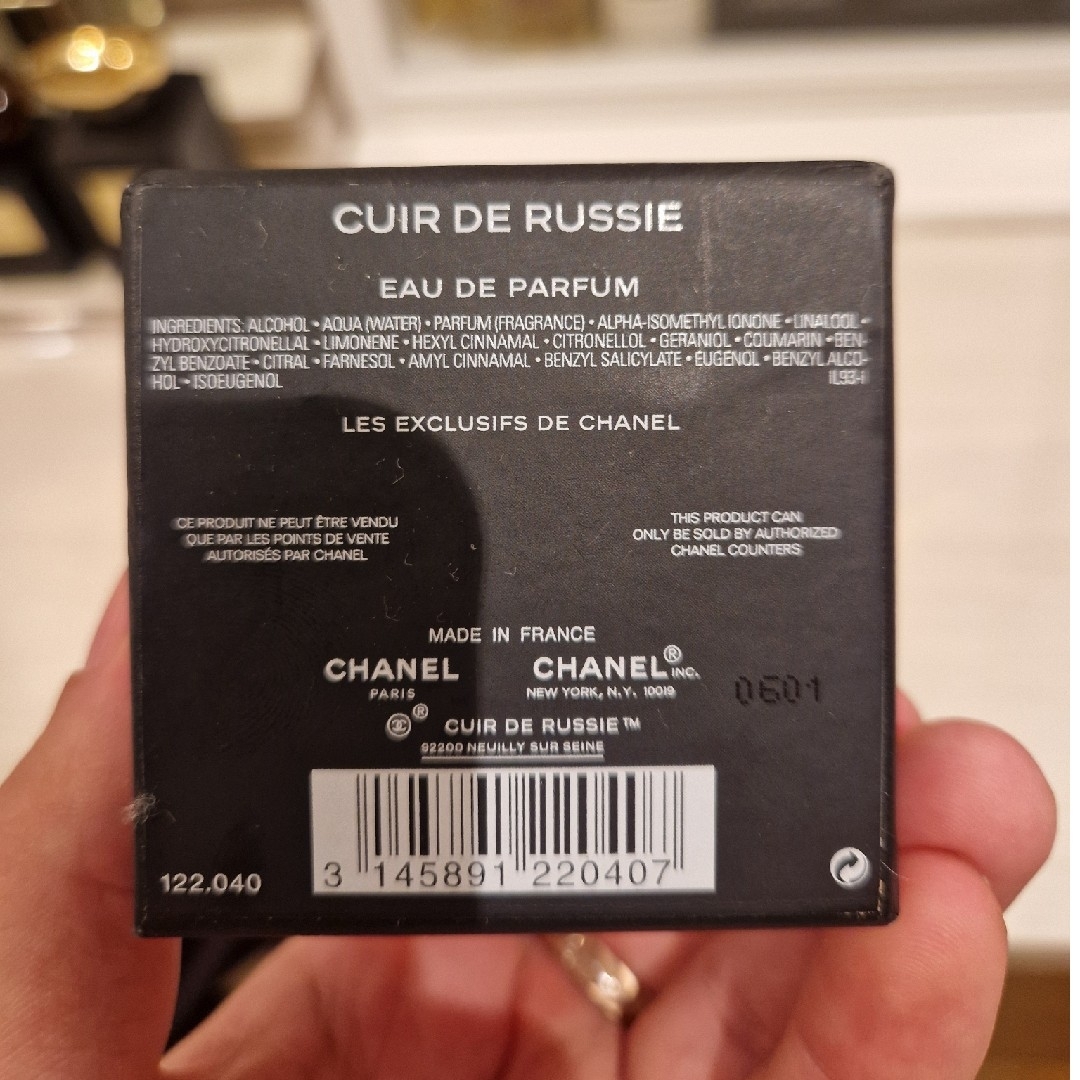 CUIR DE RUSSIE
EAU DE PARFUM
INGREDIENTS: ALCOHOL • AQUA (WATER) • PARFUM (FRAGRANCE) • ALPHA-ISOMETHYL IONONE • LINALOOL •
HYDROXYCITRONELLAL • LIMONENE • HEXYL CINNAMAL • CITRONELLOL • GERANIOL • COUMARIN • BEN-
ZYL BENZOATE • CITRAL • FARNESOL • AMYL CINNAMAL • BENZYL SALICYLATE • EUGENOL • BENZYL ALCO-
HOL • ISOEUGENOL IL93-I
LES EXCLUSIFS DE CHANEL
CE PRODUIT NE PEUT ÊTRE VENDU
QUE PAR LES POINTS DE VENTE
AUTORISÉS PAR CHANEL
THIS PRODUCT CAN
ONLY BE SOLD BY AUTHORIZED
CHANEL COUNTERS
MADE IN FRANCE
CHANEL
PARIS
CHANEL® INC.
NEW YORK, N.Y. 10019
0601
® CUIR DE RUSSIE™
92200 NEUILLY SUR SEINE
3 145891 220407
122.040